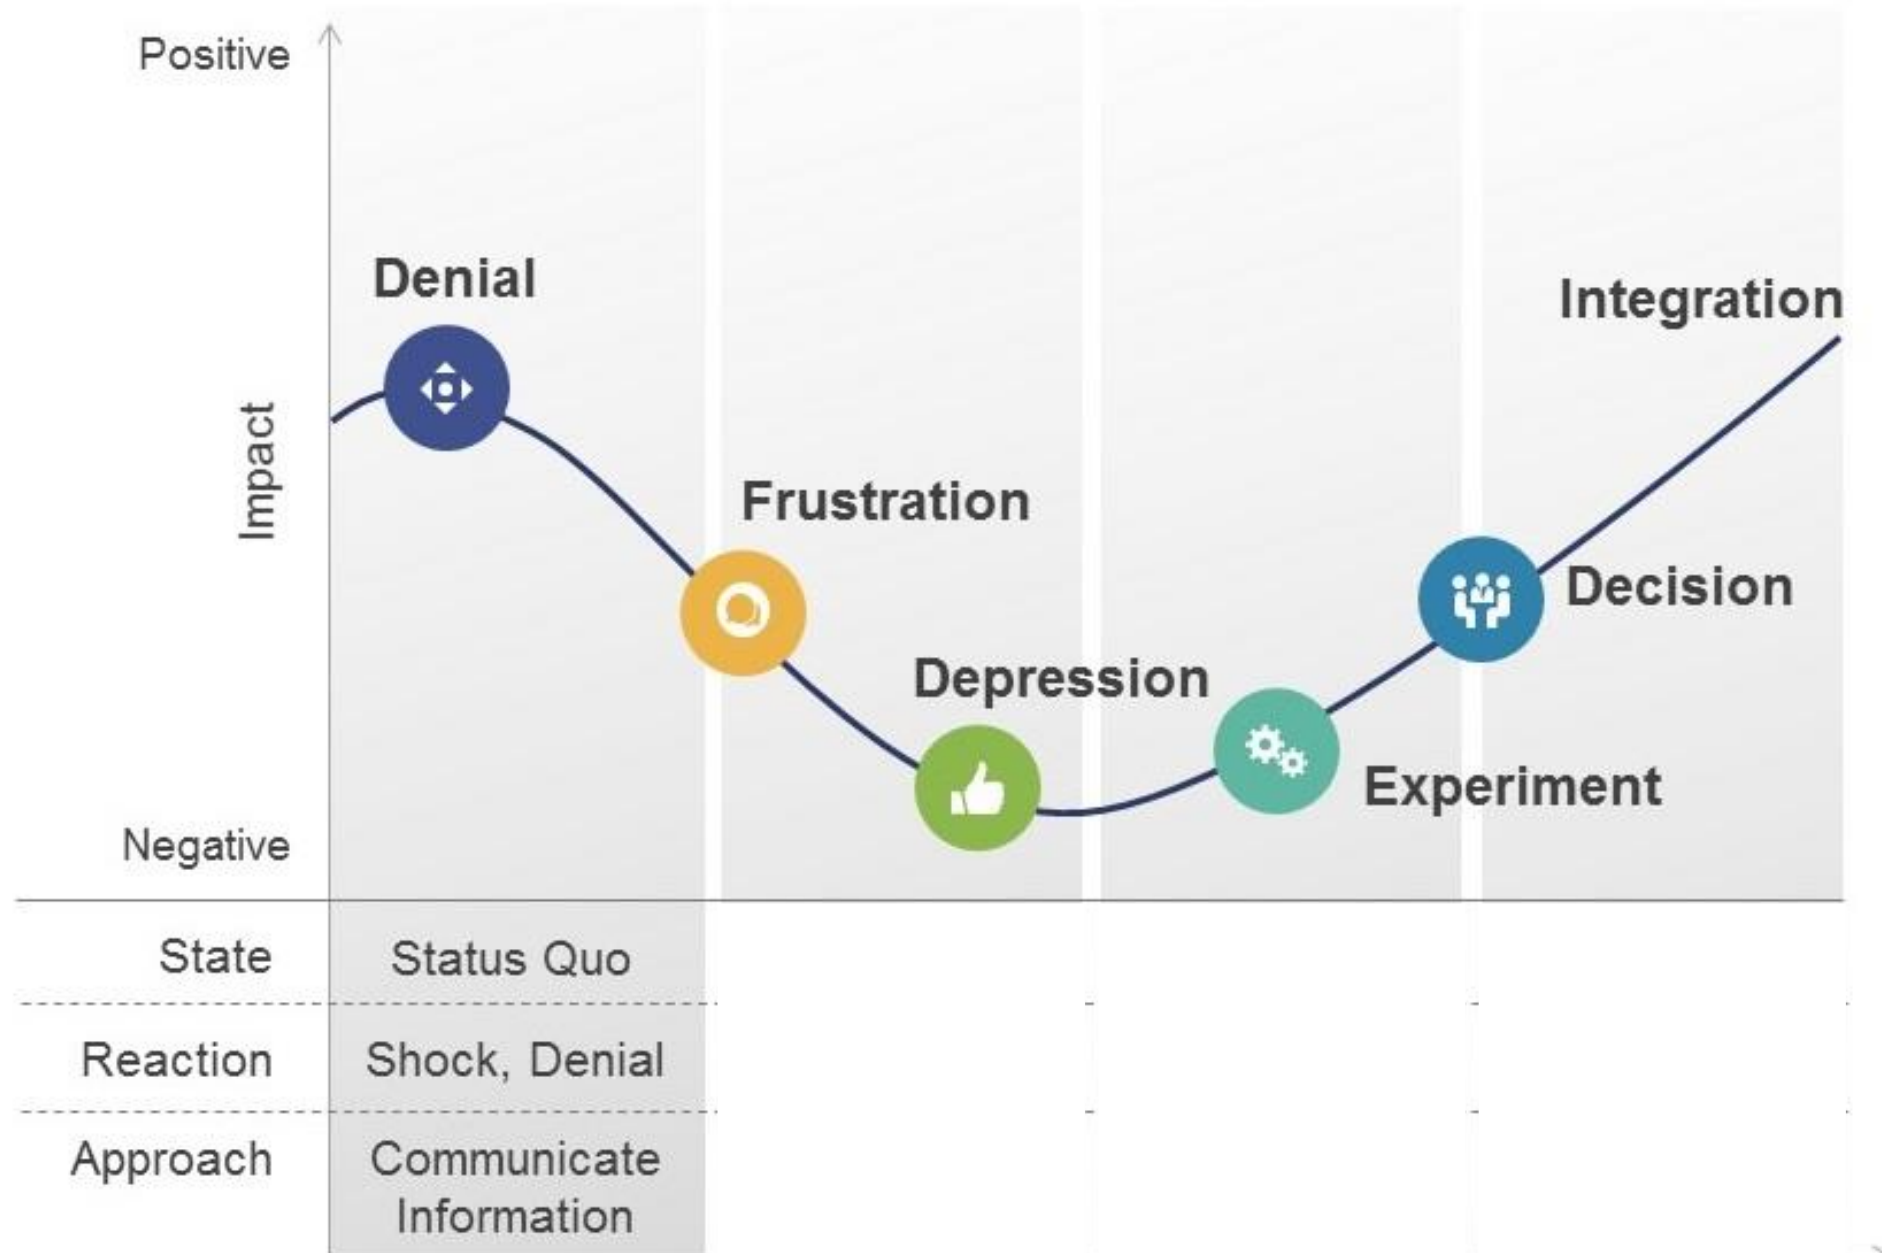 Positive
Denial
Integration
Impact
Frustration
Decision
Depression
Experiment
Negative
State
Status Quo
Reaction
Shock, Denial
Approach
Communicate
Information